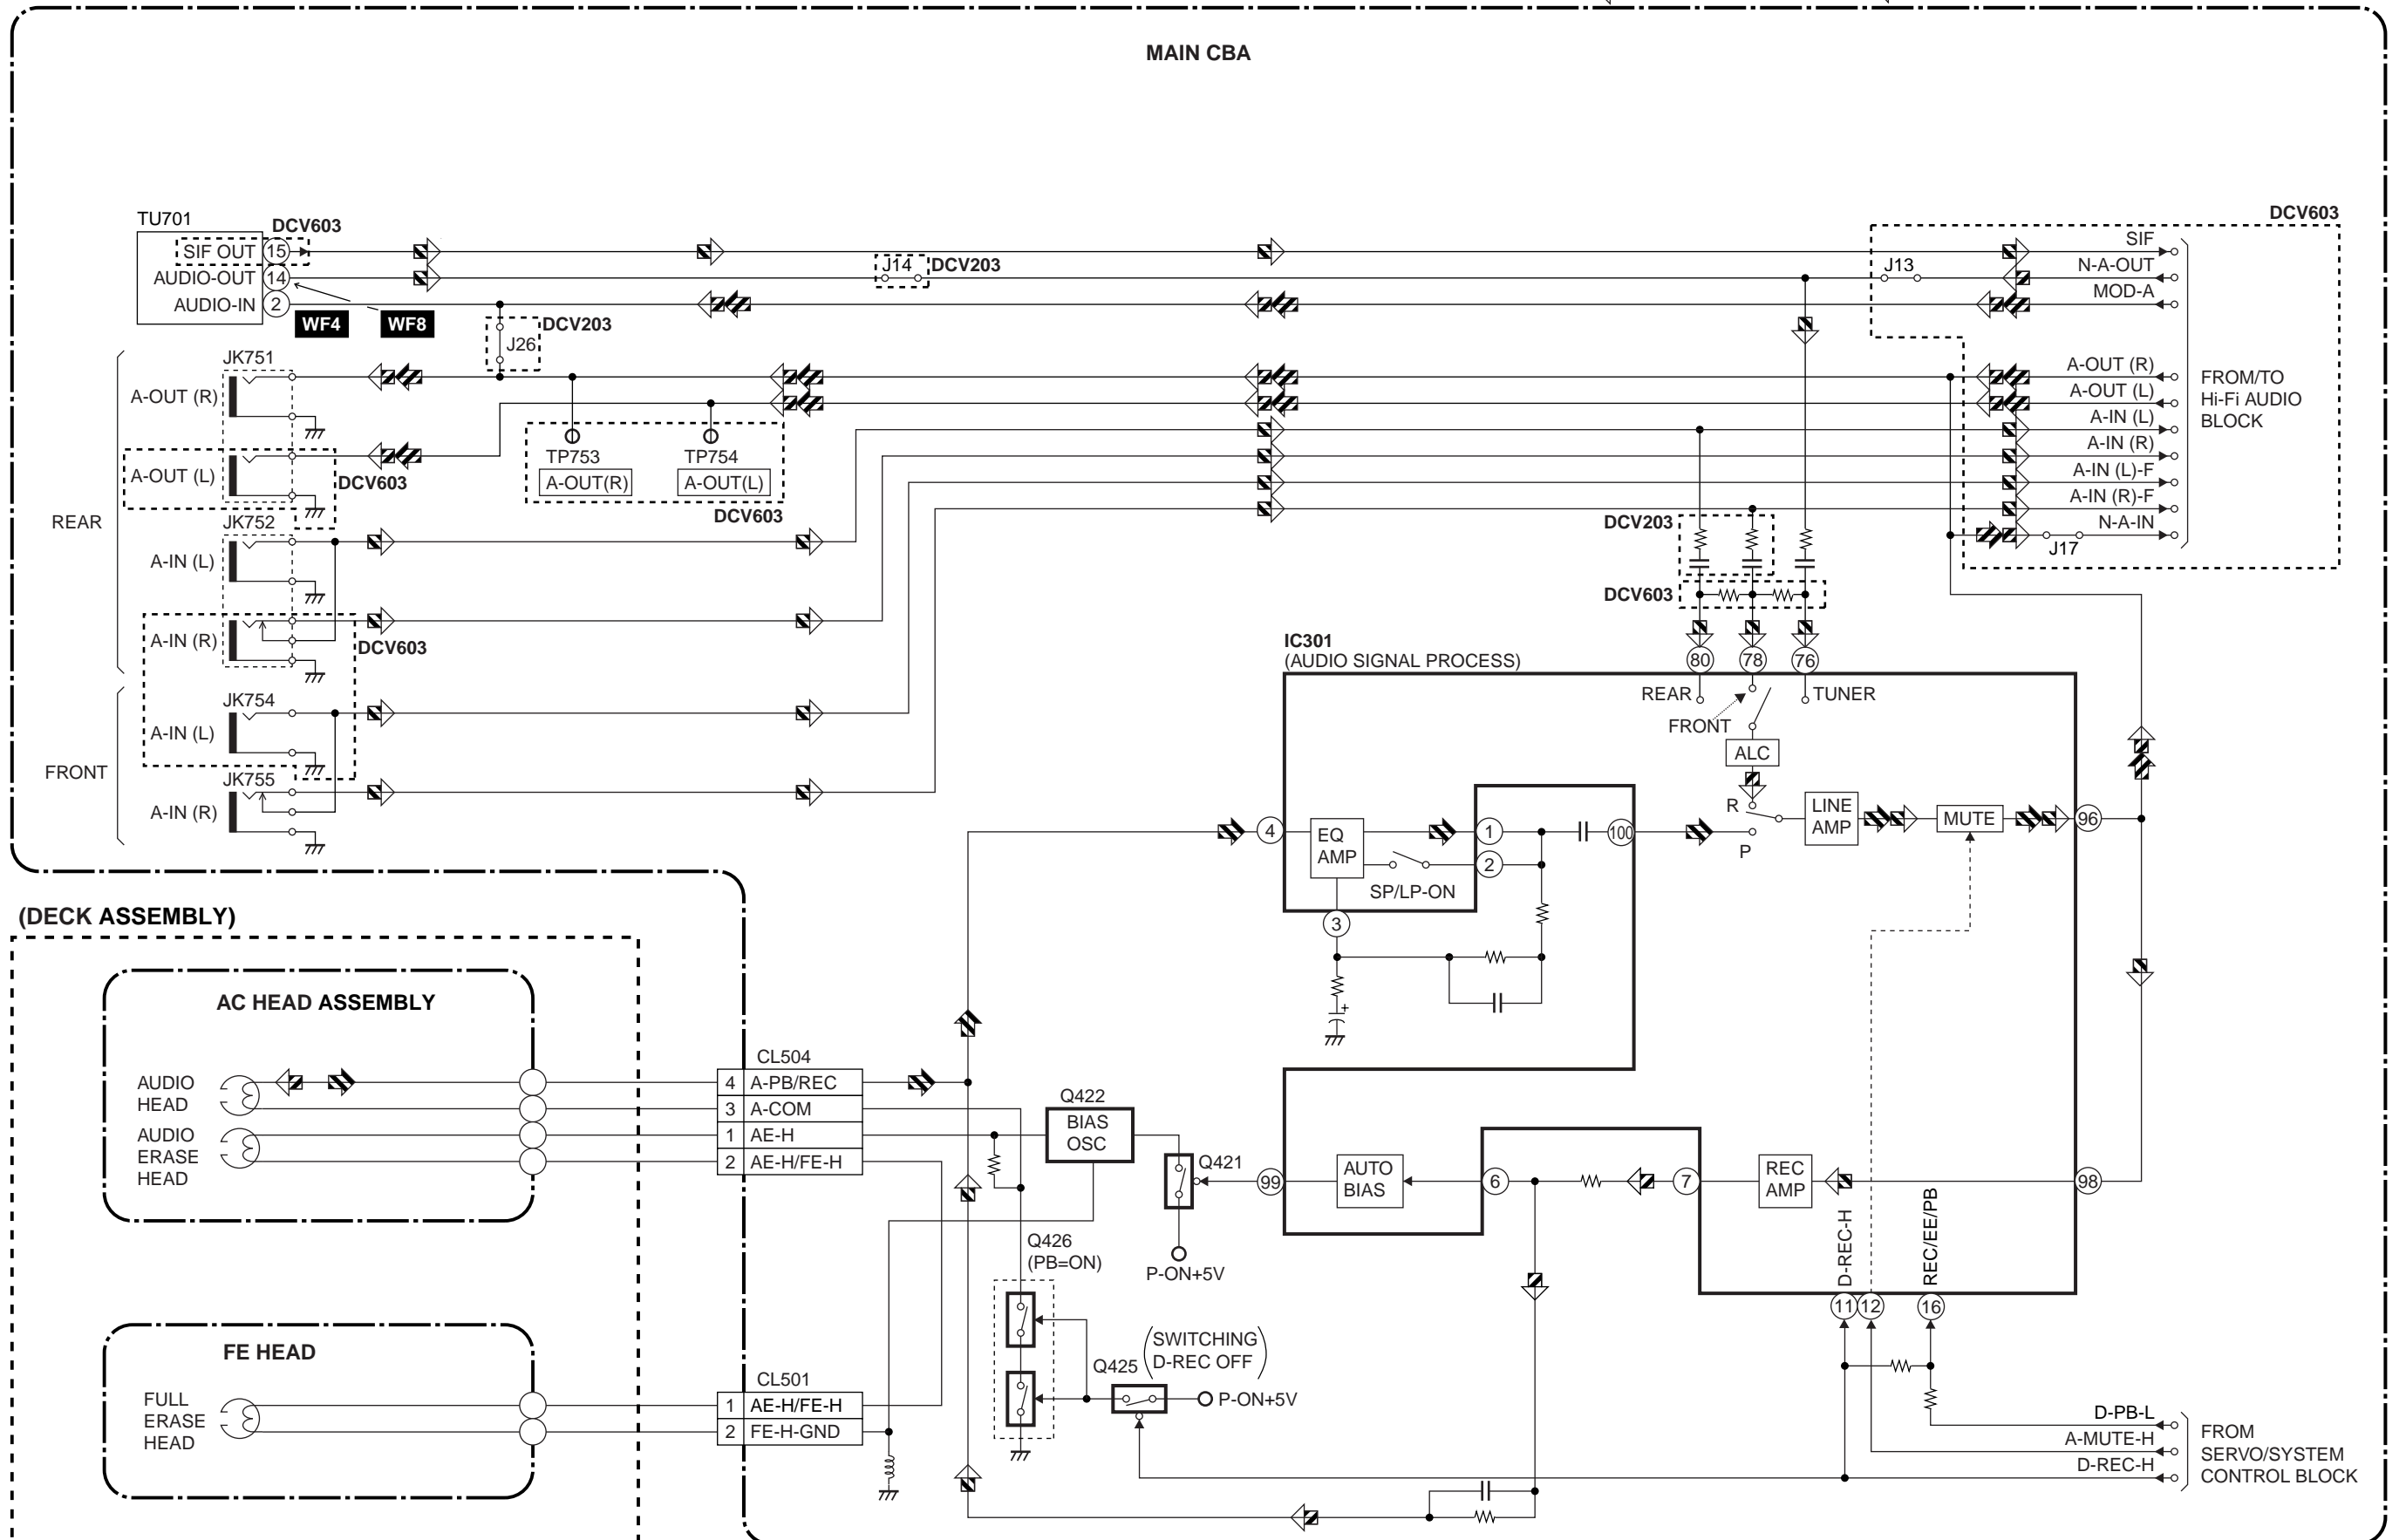 MAIN CBA
TU701
DCV603
SIF OUT 15
AUDIO-OUT 14
AUDIO-IN 2
WF4 WF8
J14 DCV203
J26 DCV203
DCV603
SIF
J13 N-A-OUT
MOD-A
A-OUT (R)
A-OUT (L)
A-IN (L)
A-IN (R)
A-IN (L)-F
A-IN (R)-F
N-A-IN
J17
FROM/TO
Hi-Fi AUDIO
BLOCK
REAR
JK751
A-OUT (R)
A-OUT (L)
DCV603
JK752
A-IN (L)
A-IN (R)
DCV603
FRONT
JK754
A-IN (L)
JK755
A-IN (R)
TP753
A-OUT(R)
TP754
A-OUT(L)
DCV603
DCV203
DCV603
IC301
(AUDIO SIGNAL PROCESS)
80 78 76
REAR
FRONT
TUNER
ALC
R
P
LINE
AMP
MUTE
96
4
EQ
AMP
1
2
100
SP/LP-ON
3
+
(DECK ASSEMBLY)
AC HEAD ASSEMBLY
AUDIO
HEAD
AUDIO
ERASE
HEAD
CL504
4 A-PB/REC
3 A-COM
1 AE-H
2 AE-H/FE-H
Q422
BIAS
OSC
Q421
P-ON+5V
99
AUTO
BIAS
6
7
REC
AMP
98
D-REC-H
REC/EE/PB
11 12 16
Q426
(PB=ON)
Q425
(SWITCHING
D-REC OFF)
P-ON+5V
FE HEAD
FULL
ERASE
HEAD
CL501
1 AE-H/FE-H
2 FE-H-GND
D-PB-L
A-MUTE-H
D-REC-H
FROM
SERVO/SYSTEM
CONTROL BLOCK